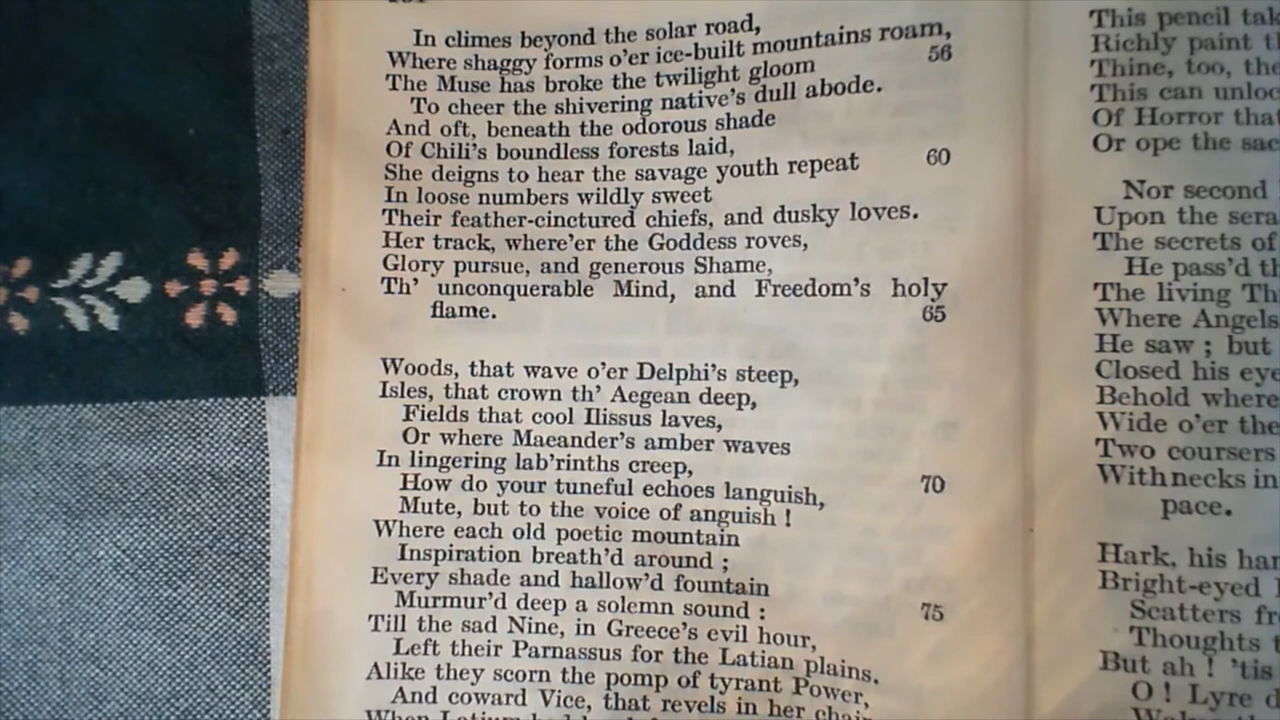 In climes beyond the solar road,
Where shaggy forms o'er ice-built mountains roam,
The Muse has broke the twilight gloom 56
To cheer the shivering native's dull abode.
And oft, beneath the odorous shade
Of Chili's boundless forests laid,
She deigns to hear the savage youth repeat 60
In loose numbers wildly sweet
Their feather-cinctured chiefs, and dusky loves.
Her track, where'er the Goddess roves,
Glory pursue, and generous Shame,
Th' unconquerable Mind, and Freedom's holy
flame. 65
Woods, that wave o'er Delphi's steep,
Isles, that crown th' Aegean deep,
Fields that cool Ilissus laves,
Or where Maeander's amber waves
In lingering lab'rinths creep,
How do your tuneful echoes languish, 70
Mute, but to the voice of anguish !
Where each old poetic mountain
Inspiration breath'd around ;
Every shade and hallow'd fountain
Murmur'd deep a solemn sound : 75
Till the sad Nine, in Greece's evil hour,
Left their Parnassus for the Latian plains.
Alike they scorn the pomp of tyrant Power,
And coward Vice, that revels in her
This pencil
Richly paint
Thine, too, the
This can
Of Horror
Or ope the
Nor second
Upon the
The secrets of
He pass'd
The living
Where Angels
He saw ; but
Closed his
Behold where
Wide o'er the
Two coursers
With necks in
pace.
Hark, his
Bright-eyed
Scatters
Thoughts
But ah ! 'tis
O ! Lyre